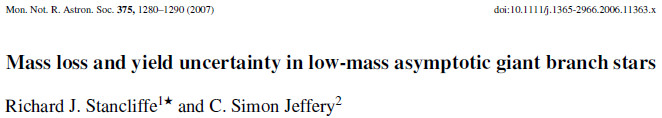 Mon. Not. R. Astron. Soc. 375, 1280–1290 (2007) doi:10.1111/j.1365-2966.2006.11363.x
Mass loss and yield uncertainty in low-mass asymptotic giant branch stars
Richard J. Stancliffe1★ and C. Simon Jeffery2